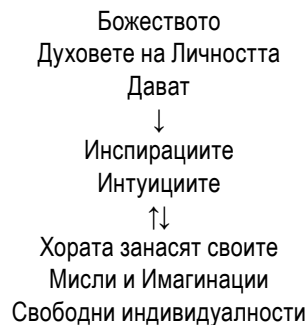 Божеството
Духовете на Личността
Дават
↓
Инспирациите
Интуициите
↑↓
Хората занасят своите
Мисли и Имагинации
Свободни индивидуалности